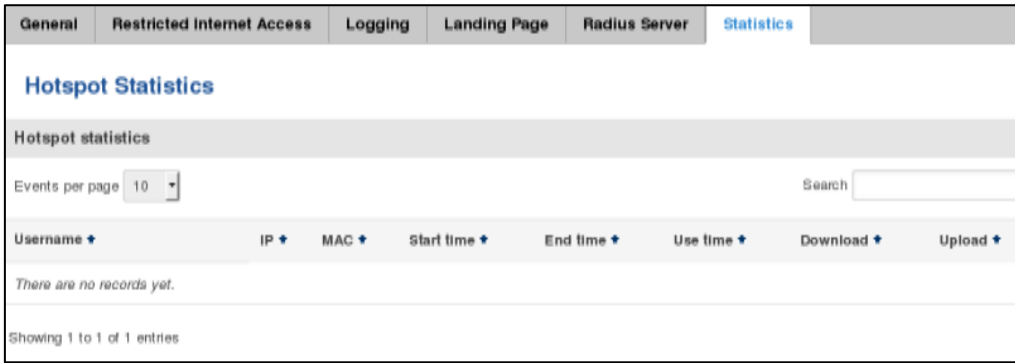 General Restricted Internet Access Logging Landing Page Radius Server Statistics
Hotspot Statistics
Hotspot statistics
Events per page 10 Search
Username IP MAC Start time End time Use time Download Upload
There are no records yet.
Showing 1 to 1 of 1 entries